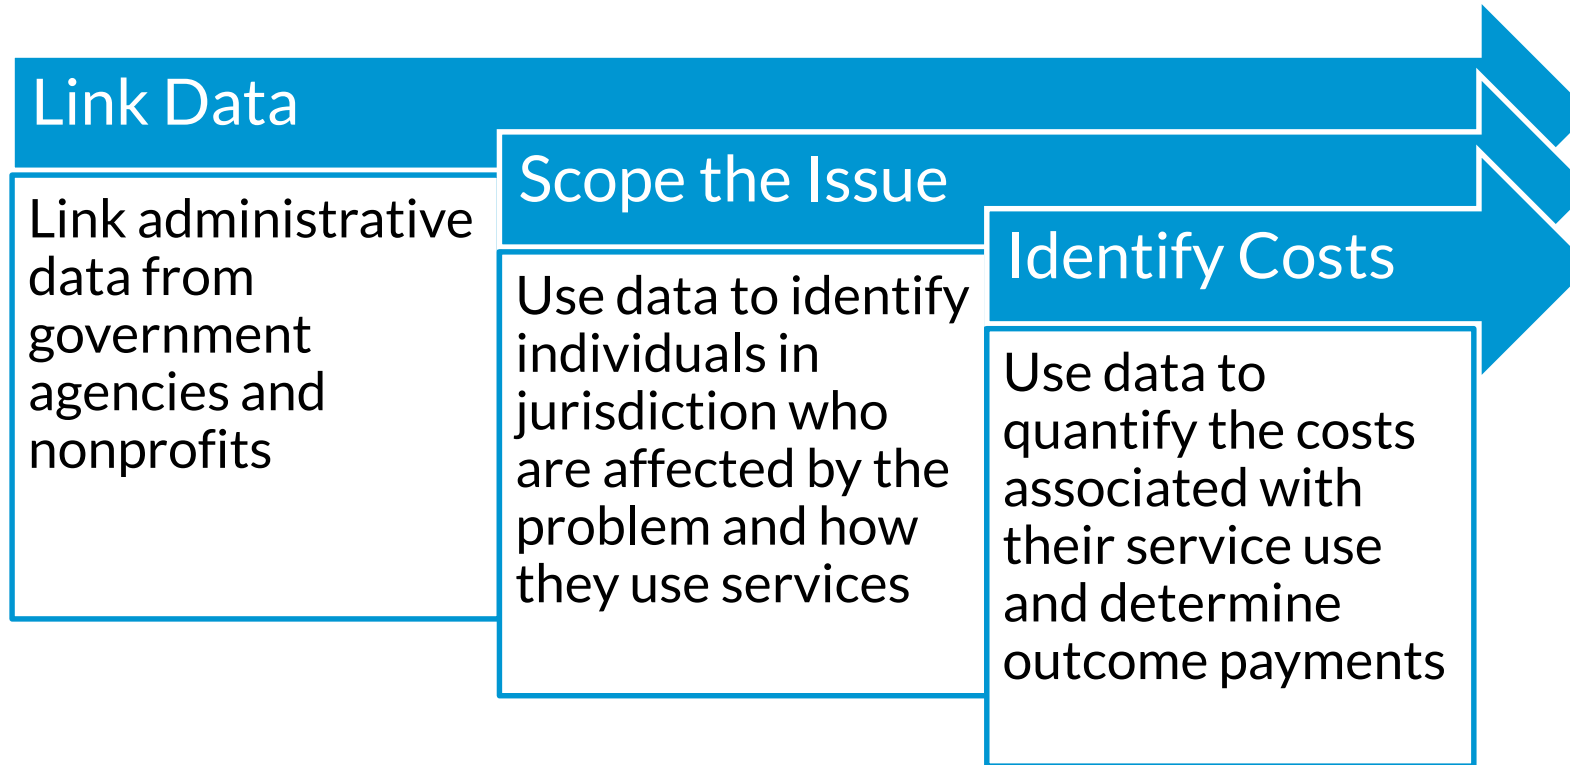 Link Data
Link administrative
data from
government
agencies and
nonprofits
Scope the Issue
Use data to identify
individuals in
jurisdiction who
are affected by the
problem and how
they use services
Identify Costs
Use data to
quantify the costs
associated with
their service use
and determine
outcome payments